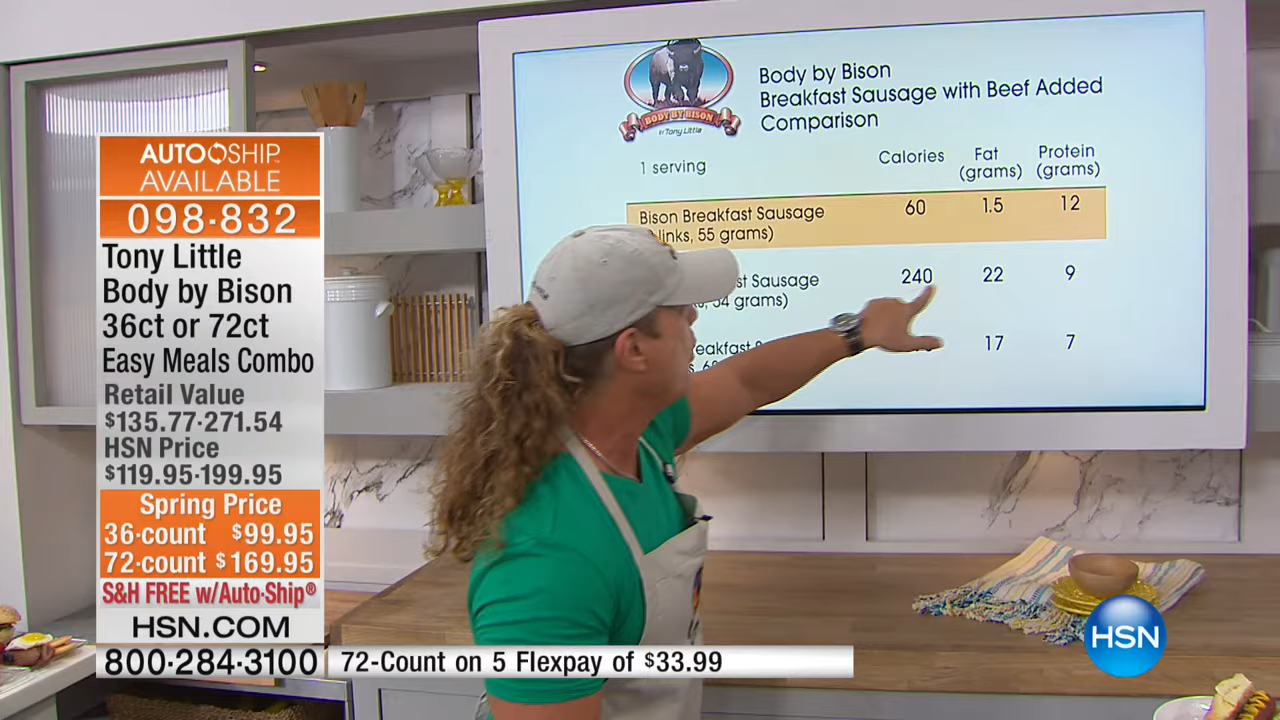 AUTOSHIP™
AVAILABLE
098-832
Tony Little
Body by Bison
36ct or 72ct
Easy Meals Combo
Retail Value
$135.77-271.54
HSN Price
$119.95-199.95
Spring Price
36-count $99.95
72-count $169.95
S&H FREE w/Auto-Ship®
HSN.COM
800-284-3100
72-Count on 5 Flexpay of $33.99
BODY BY BISON
BY Tony Little
Body by Bison
Breakfast Sausage with Beef Added
Comparison
1 serving
Calories Fat (grams) Protein (grams)
Bison Breakfast Sausage 60 1.5 12
links, 55 grams)
Sausage 240 22 9
54 grams)
17 7
HSN